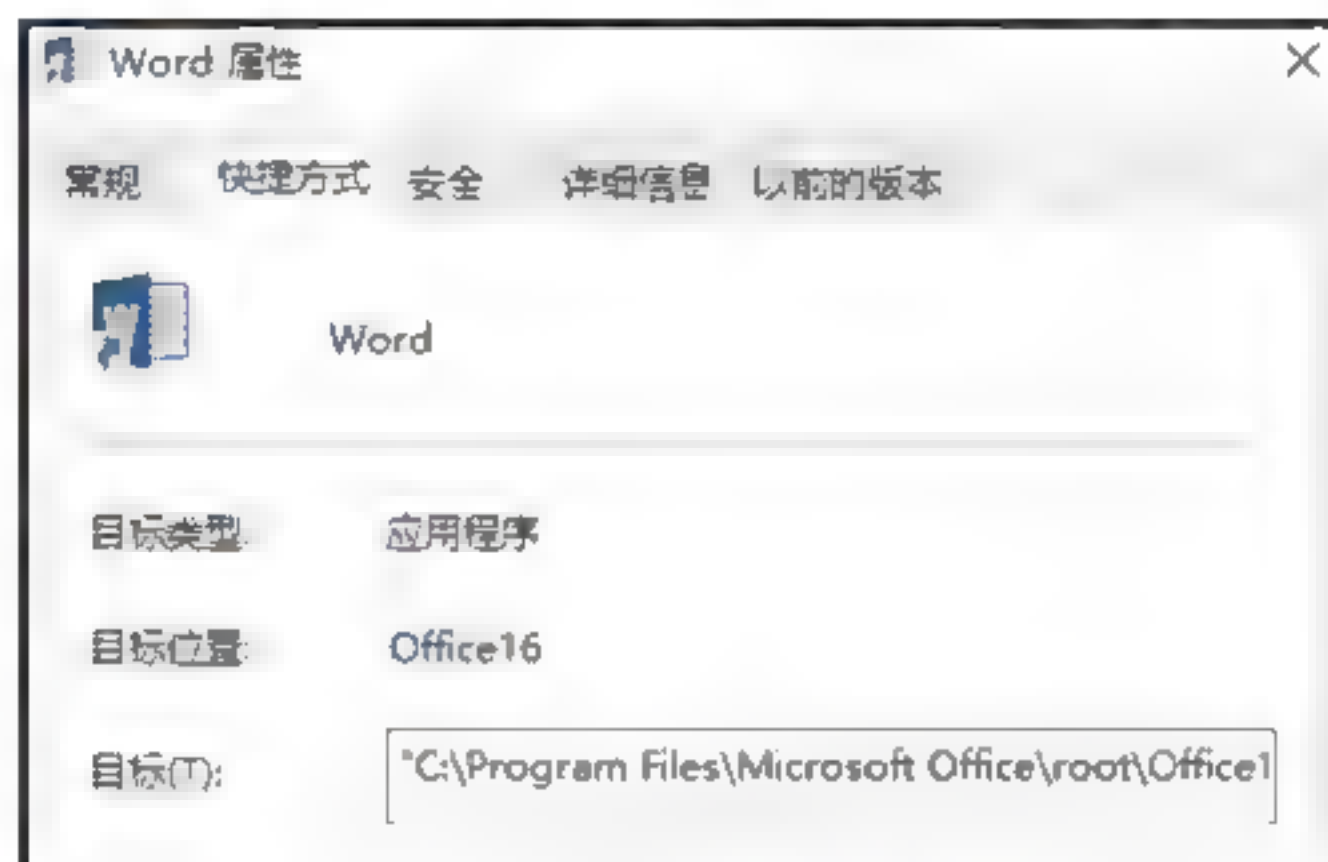 Word 属性
常规 快捷方式 安全 详细信息 以前的版本
Word
目标类型: 应用程序
目标位置: Office16
目标(T): "C:\Program Files\Microsoft Office\root\Office1